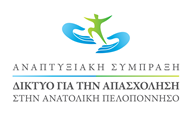 ΑΝΑΠΤΥΞΙΑΚΗ ΣΥΜΠΡΑΞΗ
ΔΙΚΤΥΟ ΓΙΑ ΤΗΝ ΑΠΑΣΧΟΛΗΣΗ
ΣΤΗΝ ΑΝΑΤΟΛΙΚΗ ΠΕΛΟΠΟΝΝΗΣΟ